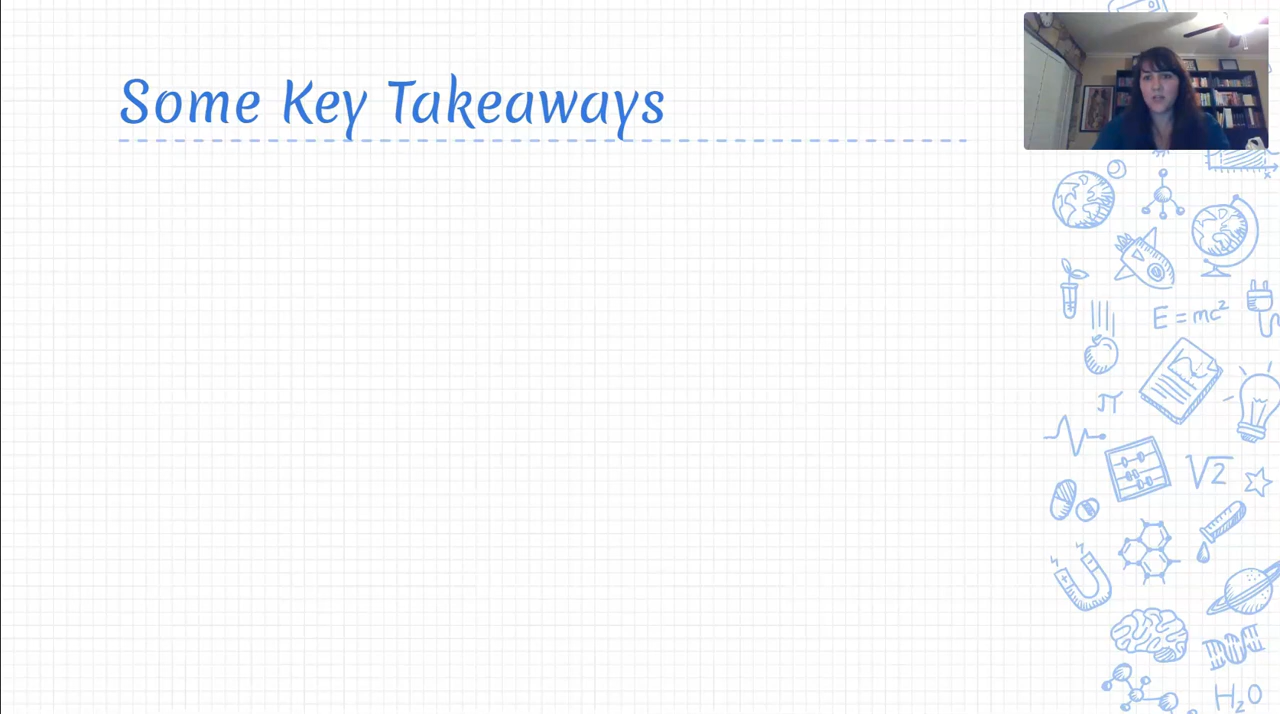 Some Key Takeaways
x
E = mc²
π
√2
H₂O